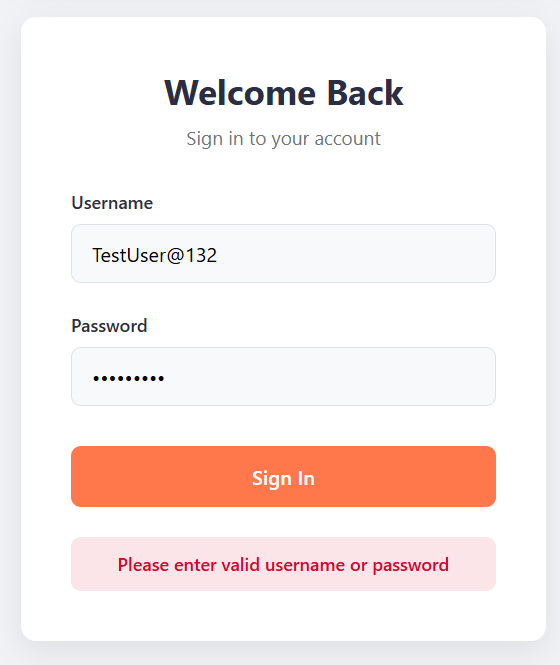 Welcome Back
Sign in to your account
Username
TestUser@132
Password
•••••••••
Sign In
Please enter valid username or password